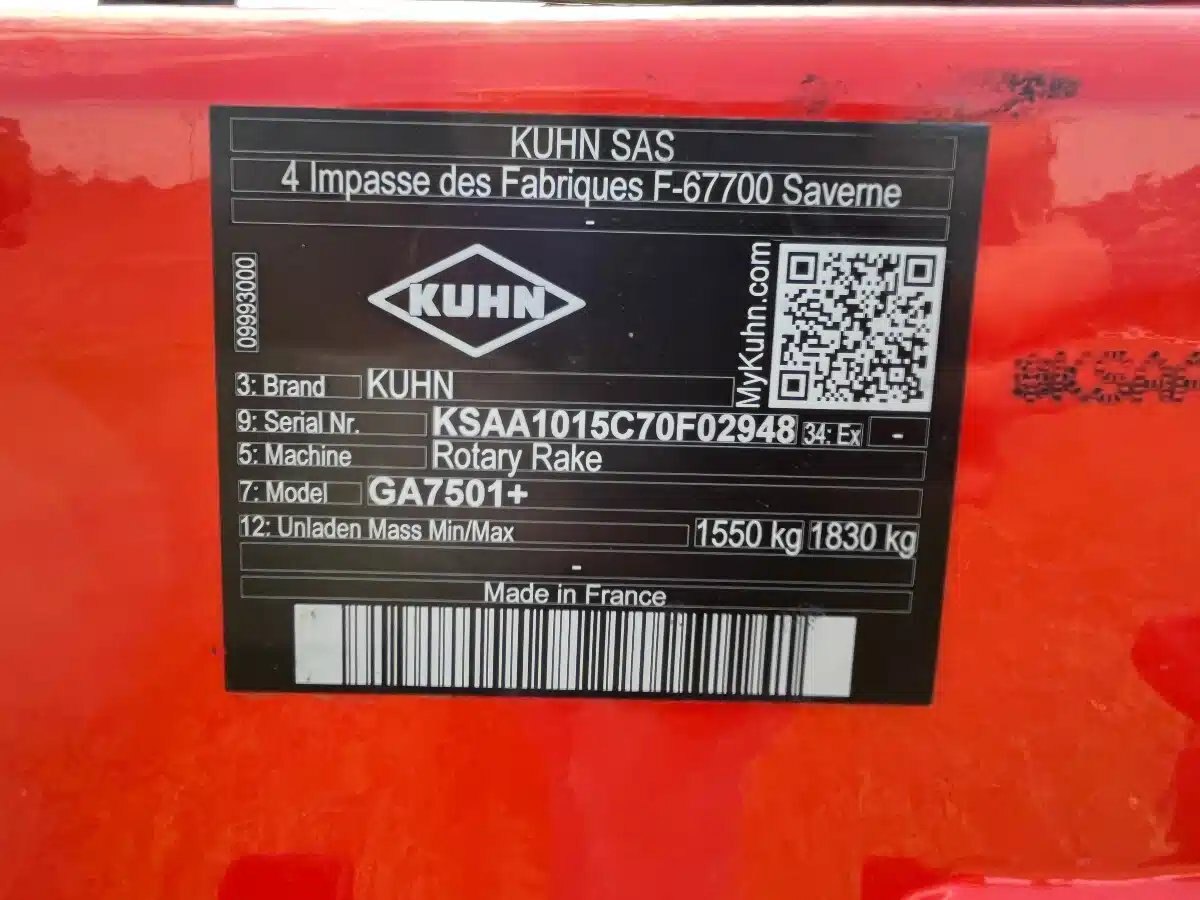 KUHN SAS
4 Impasse des Fabriques F-67700 Saverne
-
09993000
KUHN
MyKuhn.com
3: Brand KUHN
9: Serial Nr. KSAA1015C70F02948 34: Ex -
5: Machine Rotary Rake
7: Model GA7501+
12: Unladen Mass Min/Max 1550 kg 1830 kg
-
Made in France